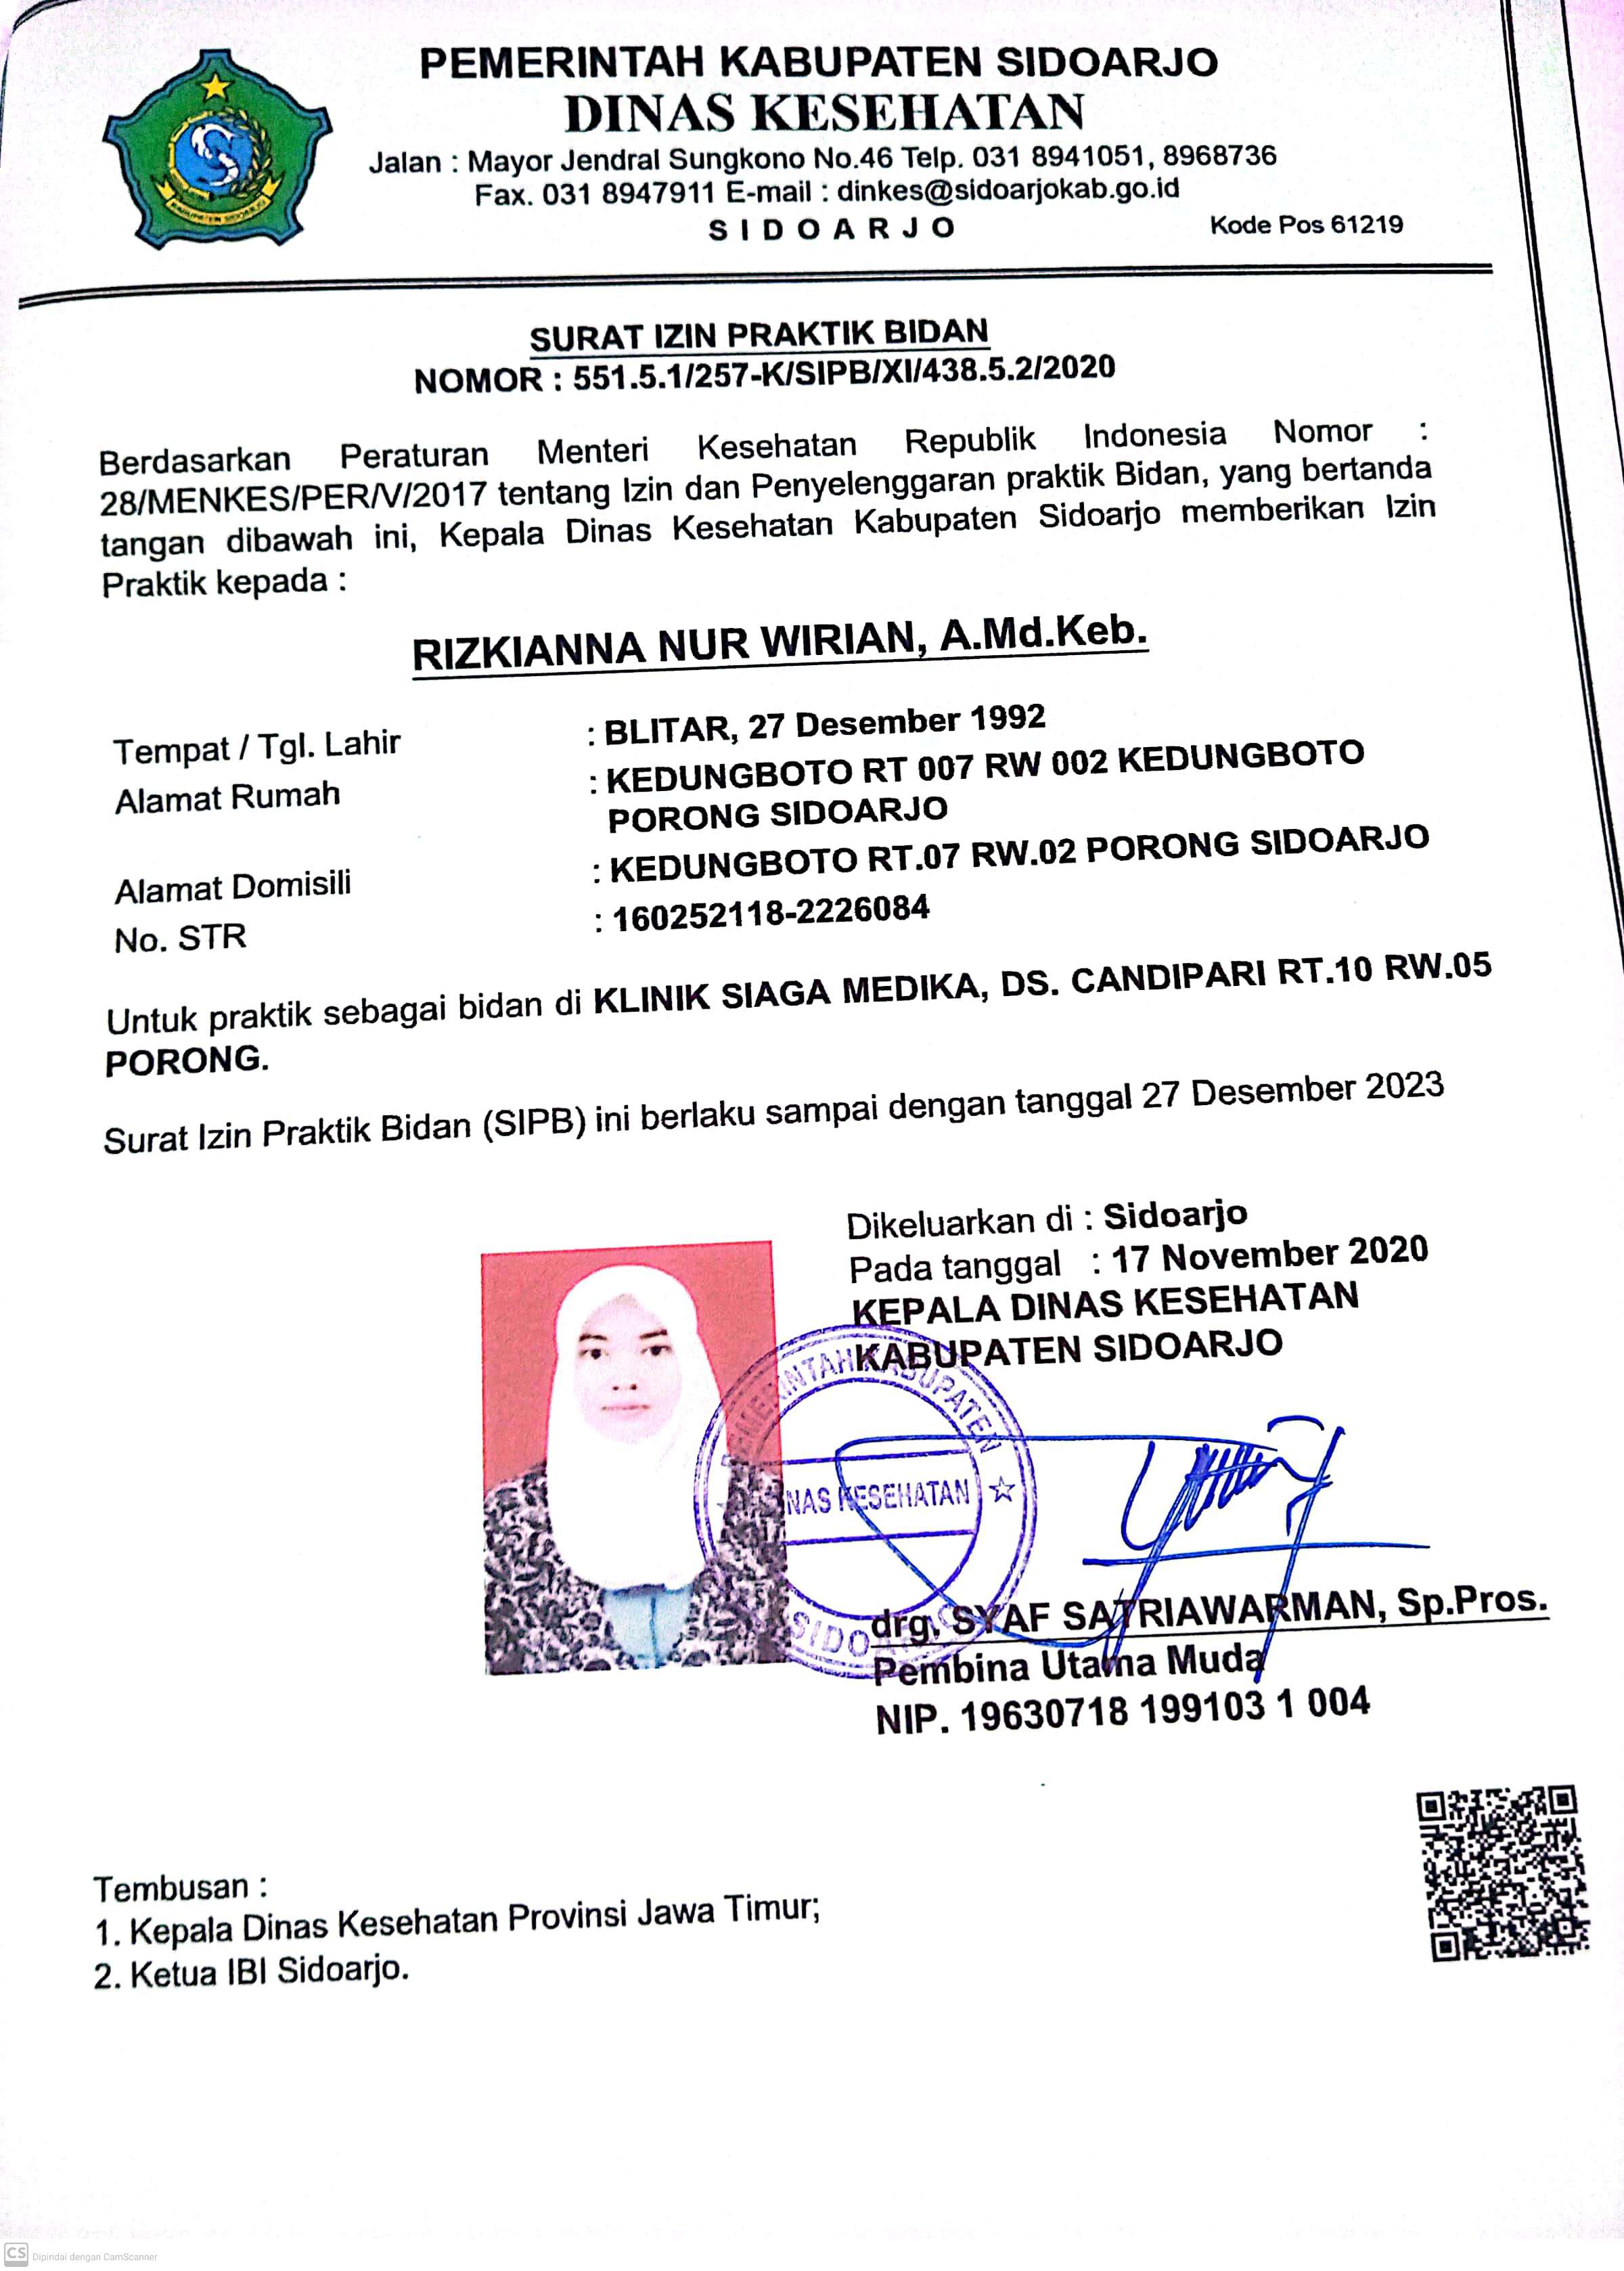 PEMERINTAH KABUPATEN SIDOARJO
DINAS KESEHATAN
Jalan : Mayor Jendral Sungkono No.46 Telp. 031 8941051, 8968736
Fax. 031 8947911 E-mail : dinkes@sidoarjokab.go.id
S I D O A R J O
Kode Pos 61219
KABUPATEN SIDOARJO
SURAT IZIN PRAKTIK BIDAN
NOMOR : 551.5.1/257-K/SIPB/XI/438.5.2/2020
Berdasarkan Peraturan Menteri Kesehatan Republik Indonesia Nomor :
28/MENKES/PER/V/2017 tentang Izin dan Penyelenggaran praktik Bidan, yang bertanda
tangan dibawah ini, Kepala Dinas Kesehatan Kabupaten Sidoarjo memberikan Izin
Praktik kepada :
RIZKIANNA NUR WIRIAN, A.Md.Keb.
Tempat / Tgl. Lahir : BLITAR, 27 Desember 1992
Alamat Rumah : KEDUNGBOTO RT 007 RW 002 KEDUNGBOTO
PORONG SIDOARJO
Alamat Domisili : KEDUNGBOTO RT.07 RW.02 PORONG SIDOARJO
No. STR : 160252118-2226084
Untuk praktik sebagai bidan di KLINIK SIAGA MEDIKA, DS. CANDIPARI RT.10 RW.05
PORONG.
Surat Izin Praktik Bidan (SIPB) ini berlaku sampai dengan tanggal 27 Desember 2023
Dikeluarkan di : Sidoarjo
Pada tanggal : 17 November 2020
KEPALA DINAS KESEHATAN
KABUPATEN SIDOARJO
PEMERINTAH KABUPATEN
DINAS KESEHATAN
SIDOARJO
drg. SYAF SATRIAWARMAN, Sp.Pros.
Pembina Utama Muda
NIP. 19630718 199103 1 004
Tembusan :
1. Kepala Dinas Kesehatan Provinsi Jawa Timur;
2. Ketua IBI Sidoarjo.
CS Dipindai dengan CamScanner